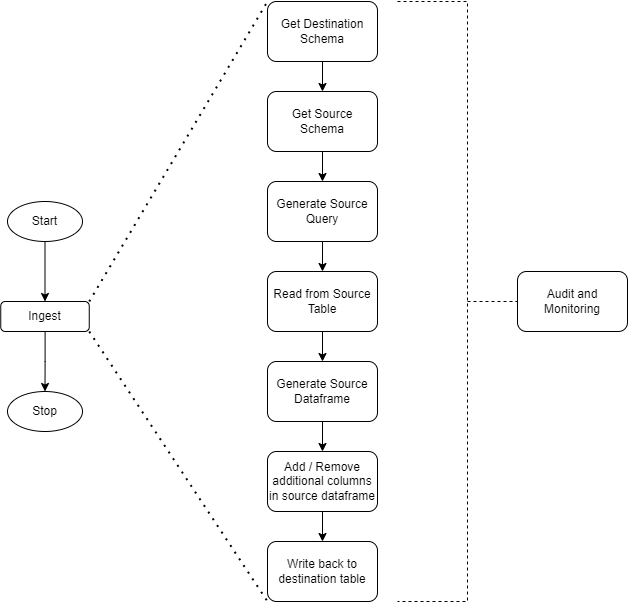 Start
Ingest
Stop
Get Destination
Schema
Get Source
Schema
Generate Source
Query
Read from Source
Table
Generate Source
Dataframe
Add / Remove
additional columns
in source dataframe
Write back to
destination table
Audit and
Monitoring